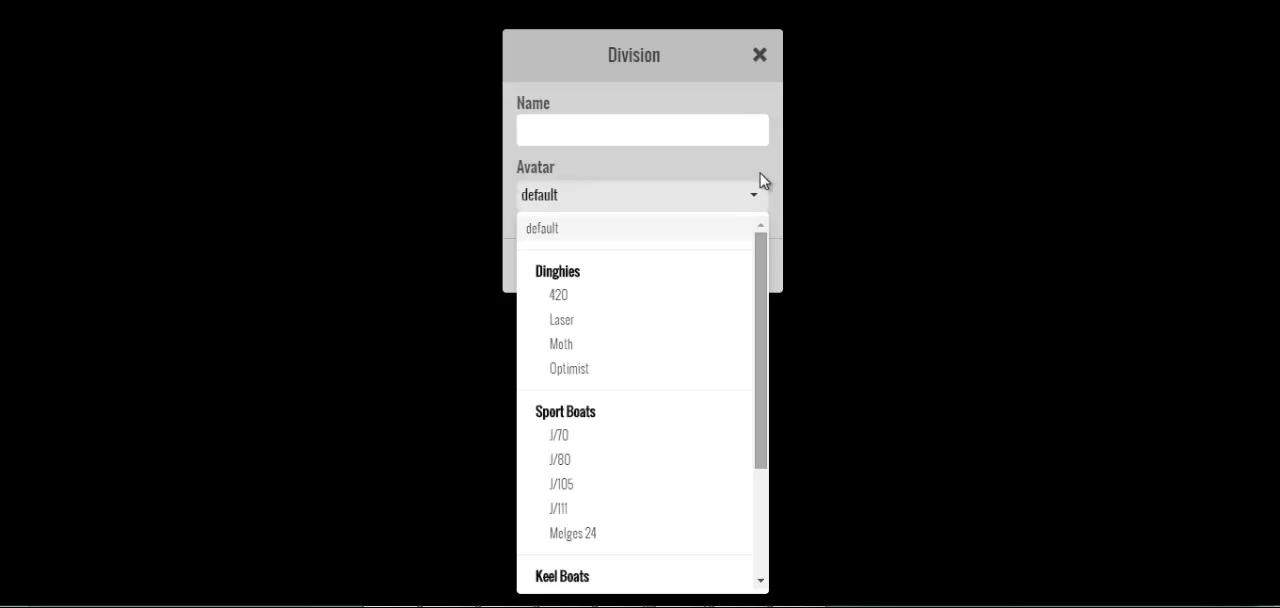 Division
Name
Avatar
default
default
Dinghies
420
Laser
Moth
Optimist
Sport Boats
J/70
J/80
J/105
J/111
Melges 24
Keel Boats